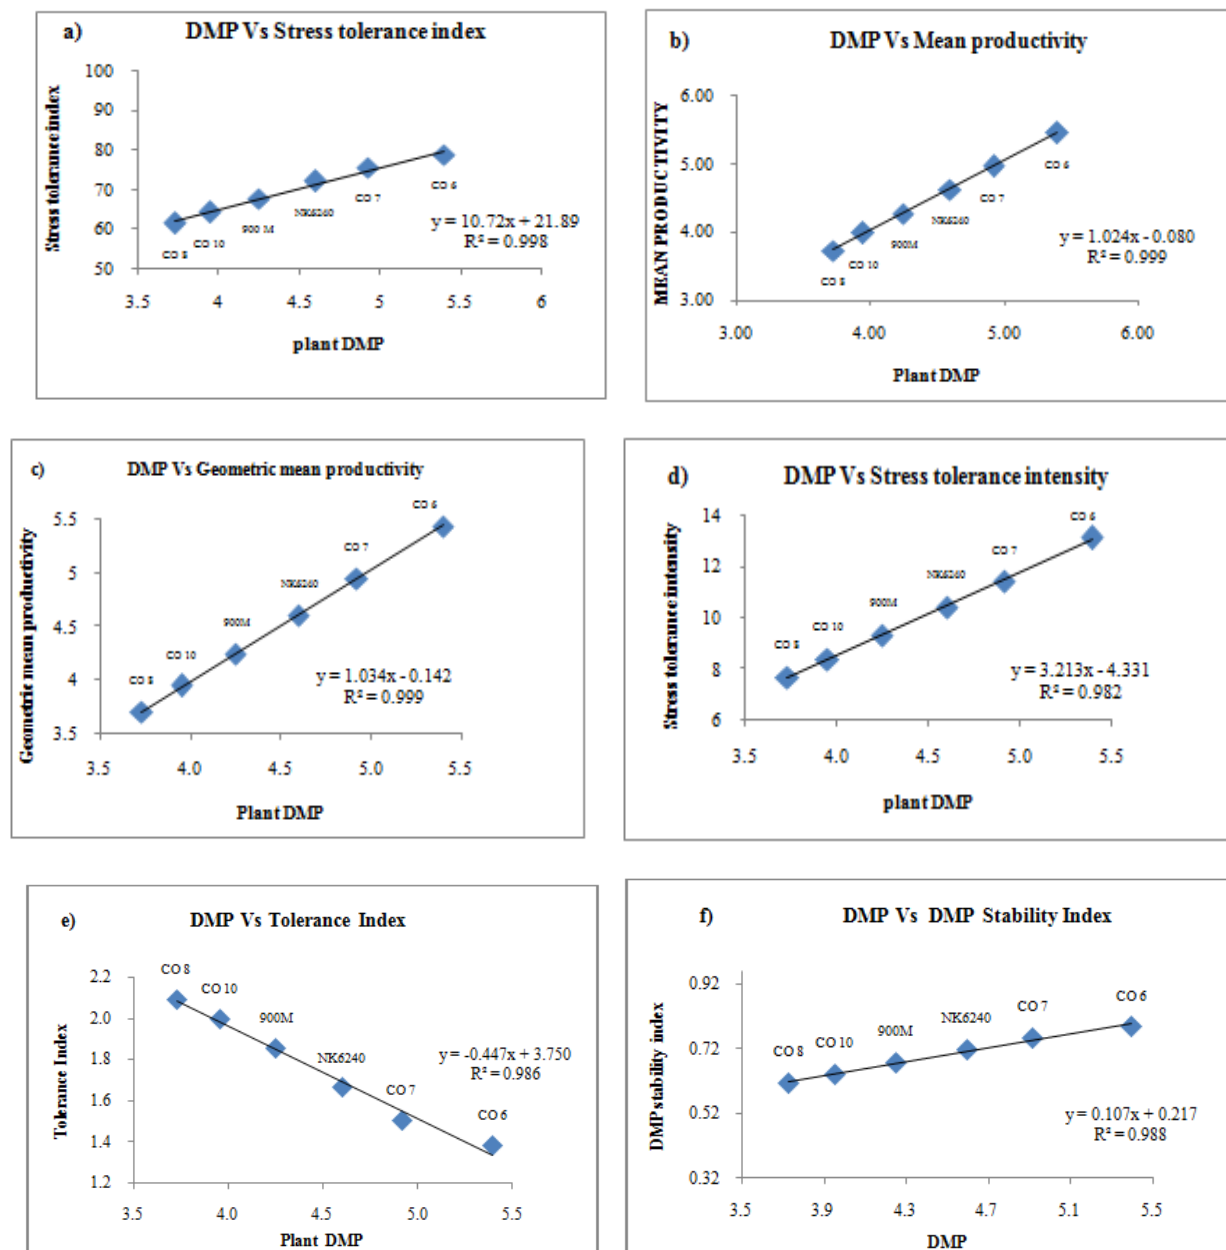 a) DMP Vs Stress tolerance index
100
90
80
70
60
50
Stress tolerance index
CO 8
CO 10
900 M
NK6240
CO 7
CO 6
y = 10.72x + 21.89
R² = 0.998
3.5 4 4.5 5 5.5 6
plant DMP
b) DMP Vs Mean productivity
6.00
5.00
4.00
3.00
MEAN PRODUCTIVITY
CO 8
CO 10
900M
NK6240
CO 7
CO 6
y = 1.024x - 0.080
R² = 0.999
3.00 4.00 5.00 6.00
Plant DMP
c) DMP Vs Geometric mean productivity
5.5
5
4.5
4
3.5
Geometric mean productivity
CO 8
CO 10
900M
NK6240
CO 7
CO 6
y = 1.034x - 0.142
R² = 0.999
3.5 4.0 4.5 5.0 5.5
Plant DMP
d) DMP Vs Stress tolerance intensity
14
12
10
8
6
Stress tolerance intensity
CO 8
CO 10
900M
NK6240
CO 7
CO 6
y = 3.213x - 4.331
R² = 0.982
3.5 4.0 4.5 5.0 5.5
plant DMP
e) DMP Vs Tolerance Index
2.2
2.0
1.8
1.6
1.4
1.2
Tolerance Index
CO 8
CO 10
900M
NK6240
CO 7
CO 6
y = -0.447x + 3.750
R² = 0.986
3.5 4.0 4.5 5.0 5.5
Plant DMP
f) DMP Vs DMP Stability Index
0.92
0.72
0.52
0.32
DMP stability index
CO 8
CO 10
900M
NK6240
CO 7
CO 6
y = 0.107x + 0.217
R² = 0.988
3.5 3.9 4.3 4.7 5.1 5.5
DMP